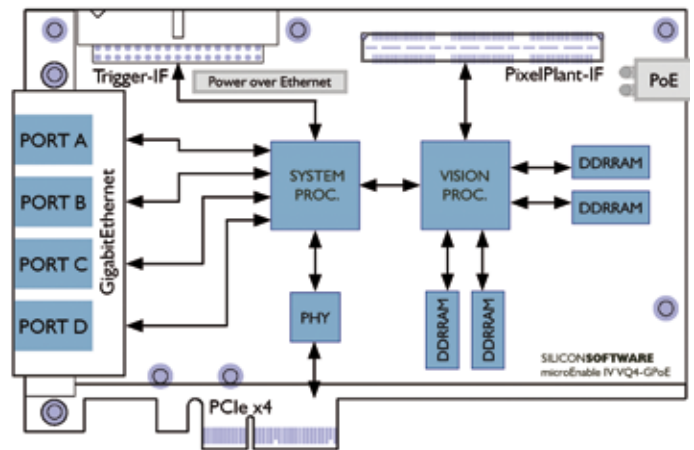 Trigger-IF
Power over Ethernet
PixelPlant-IF
PoE
PORT A
PORT B
PORT C
PORT D
GigabitEthernet
SYSTEM
PROC.
VISION
PROC.
DDRRAM
DDRRAM
PHY
DDRRAM
DDRRAM
SILICONSOFTWARE
microEnable IV VQ4-GPoE
PCIe x4